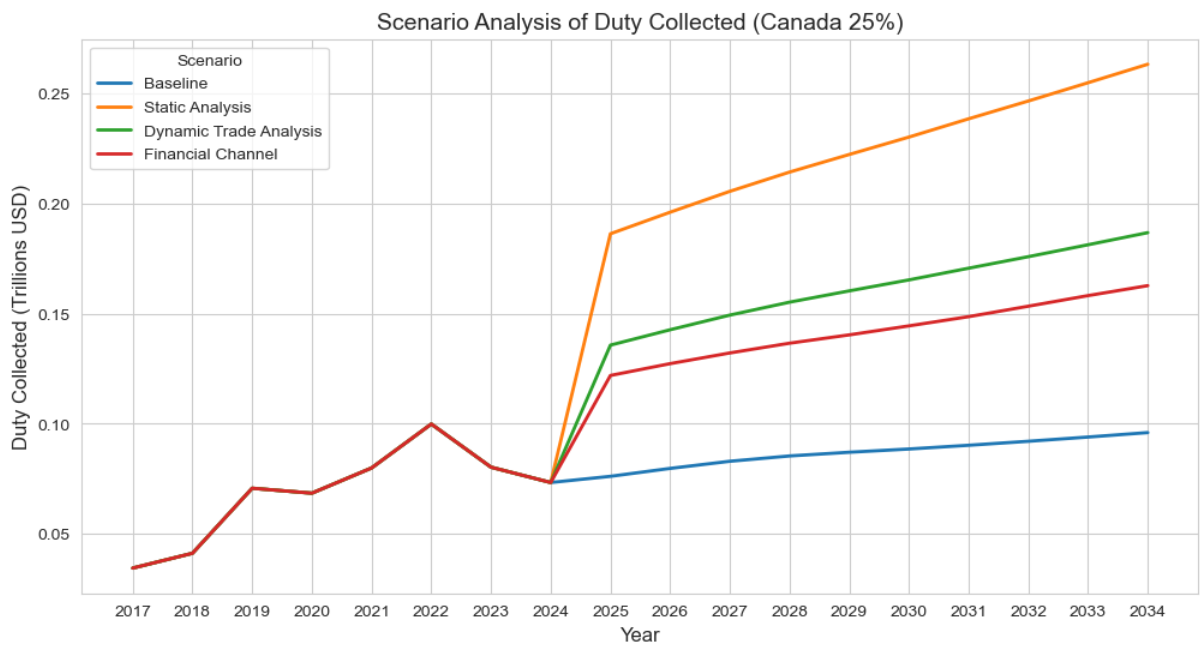 Scenario Analysis of Duty Collected (Canada 25%)
Scenario
Baseline
Static Analysis
Dynamic Trade Analysis
Financial Channel
Duty Collected (Trillions USD)
0.25
0.20
0.15
0.10
0.05
2017 2018 2019 2020 2021 2022 2023 2024 2025 2026 2027 2028 2029 2030 2031 2032 2033 2034
Year